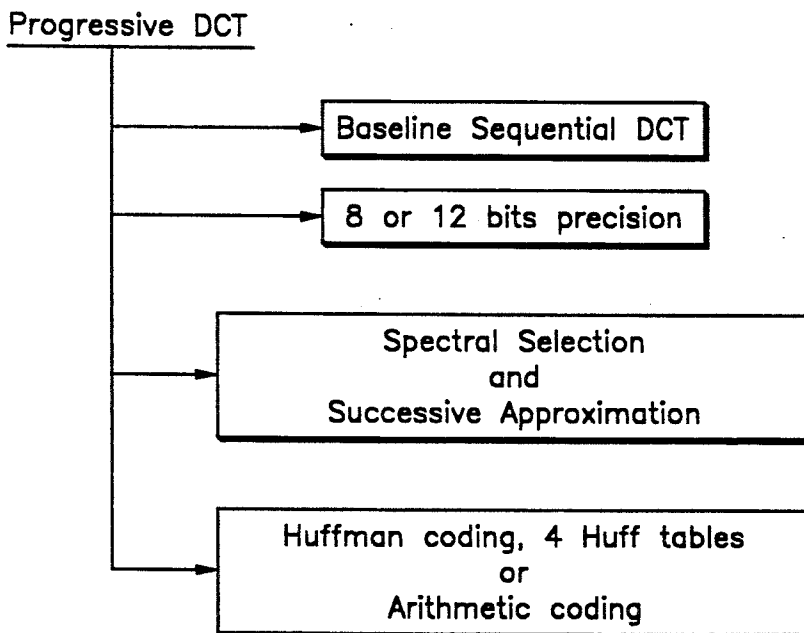 Progressive DCT
Baseline Sequential DCT
8 or 12 bits precision
Spectral Selection
and
Successive Approximation
Huffman coding, 4 Huff tables
or
Arithmetic coding